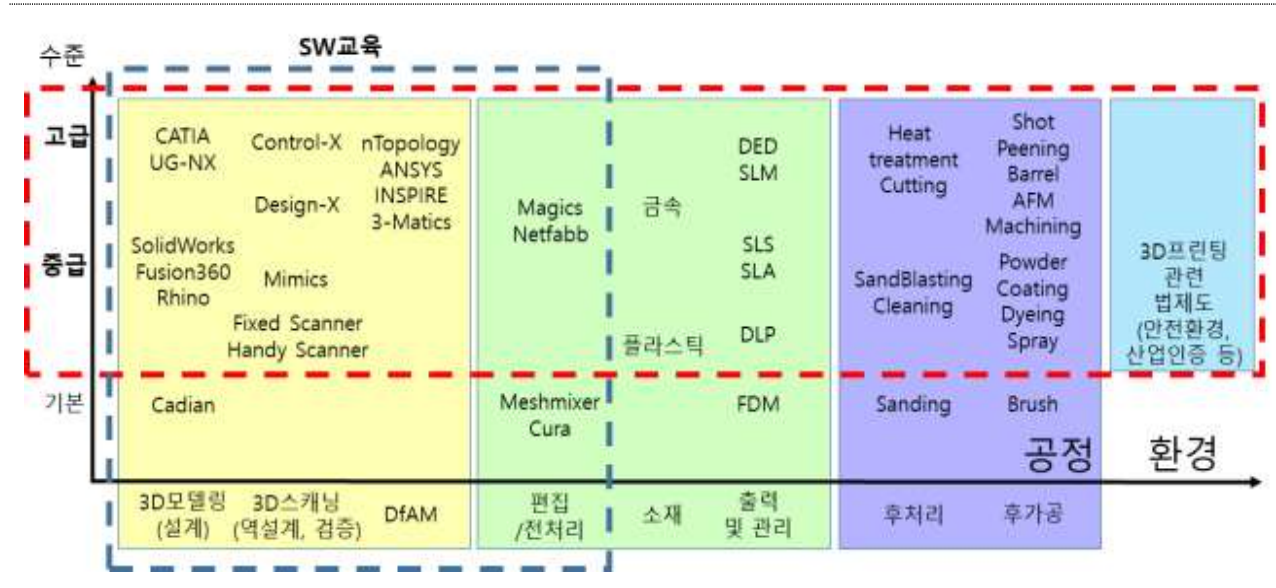 수준
SW교육
고급
중급
기본
CATIA
UG-NX
SolidWorks
Fusion360
Rhino
Control-X
Design-X
Mimics
Fixed Scanner
Handy Scanner
nTopology
ANSYS
INSPIRE
3-Matics
Cadian
Magics
Netfabb
Meshmixer
Cura
금속
플라스틱
DED
SLM
SLS
SLA
DLP
FDM
Heat
treatment
Cutting
SandBlasting
Cleaning
Sanding
Shot
Peening
Barrel
AFM
Machining
Powder
Coating
Dyeing
Spray
Brush
3D프린팅
관련
법제도
(안전환경,
산업인증 등)
공정
환경
3D모델링
(설계)
3D스캐닝
(역설계, 검증)
DfAM
편집
/전처리
소재
출력
및 관리
후처리
후가공